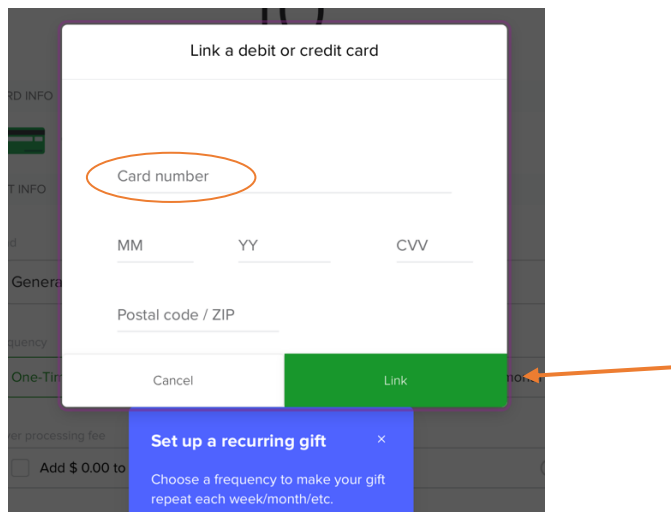 Link a debit or credit card
RD INFO
Card number
T INFO
MM YY CVV
Genera
Postal code / ZIP
quency
One-Tim
Cancel Link
mon
er processing fee
Set up a recurring gift ×
Add $ 0.00 to
Choose a frequency to make your gift
repeat each week/month/etc.